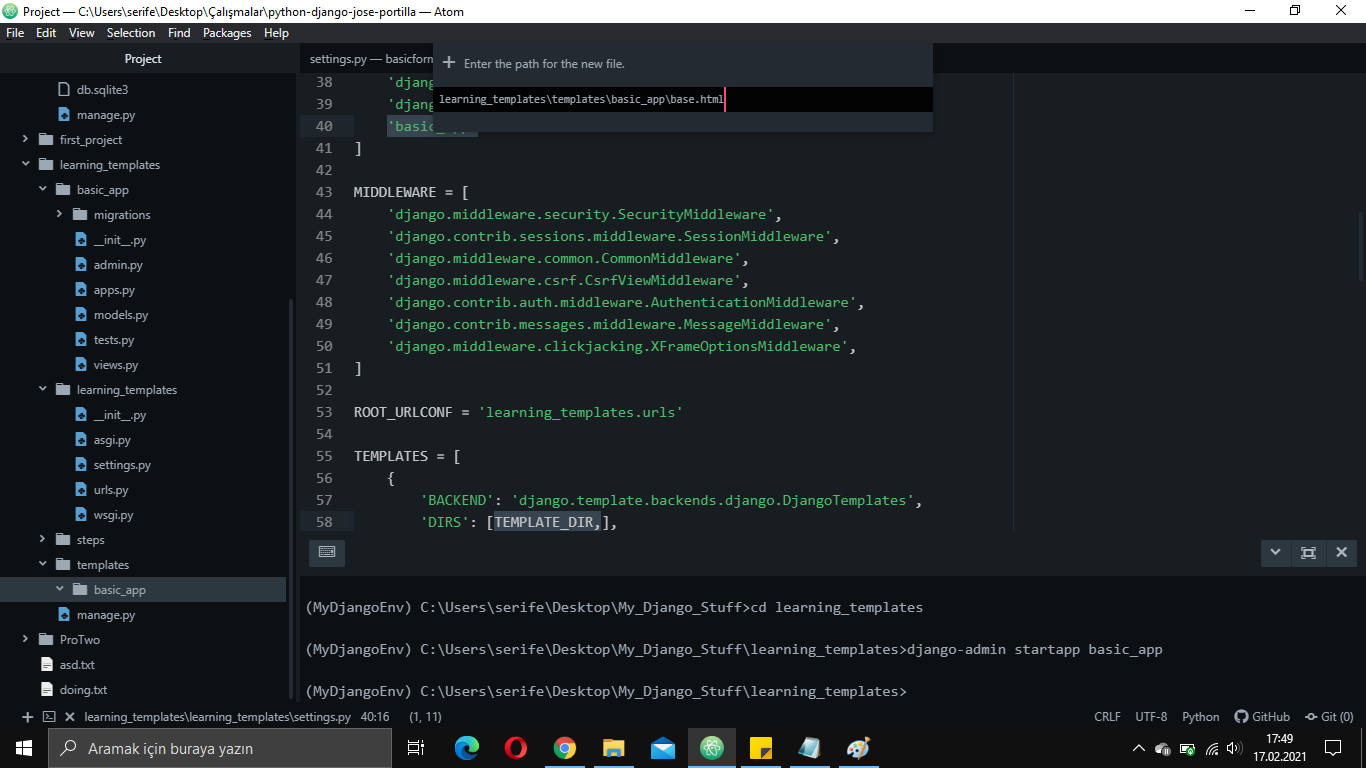 Project — C:\Users\serife\Desktop\Çalışmalar\python-django-jose-portilla — Atom
File Edit View Selection Find Packages Help
Project
db.sqlite3
manage.py
first_project
learning_templates
basic_app
migrations
__init__.py
admin.py
apps.py
models.py
tests.py
views.py
learning_templates
__init__.py
asgi.py
settings.py
urls.py
wsgi.py
steps
templates
basic_app
manage.py
ProTwo
asd.txt
doing.txt
settings.py — basicforn
Enter the path for the new file.
learning_templates\templates\basic_app\base.html
38 'djang
39 'djang
40 'basic
41 ]
42
43 MIDDLEWARE = [
44 'django.middleware.security.SecurityMiddleware',
45 'django.contrib.sessions.middleware.SessionMiddleware',
46 'django.middleware.common.CommonMiddleware',
47 'django.middleware.csrf.CsrfViewMiddleware',
48 'django.contrib.auth.middleware.AuthenticationMiddleware',
49 'django.contrib.messages.middleware.MessageMiddleware',
50 'django.middleware.clickjacking.XFrameOptionsMiddleware',
51 ]
52
53 ROOT_URLCONF = 'learning_templates.urls'
54
55 TEMPLATES = [
56 {
57 'BACKEND': 'django.template.backends.django.DjangoTemplates',
58 'DIRS': [TEMPLATE_DIR,],
(MyDjangoEnv) C:\Users\serife\Desktop\My_Django_Stuff>cd learning_templates
(MyDjangoEnv) C:\Users\serife\Desktop\My_Django_Stuff\learning_templates>django-admin startapp basic_app
(MyDjangoEnv) C:\Users\serife\Desktop\My_Django_Stuff\learning_templates>
learning_templates\learning_templates\settings.py 40:16 (1, 11) CRLF UTF-8 Python GitHub Git (0)
Aramak için buraya yazın
17:49
17.02.2021